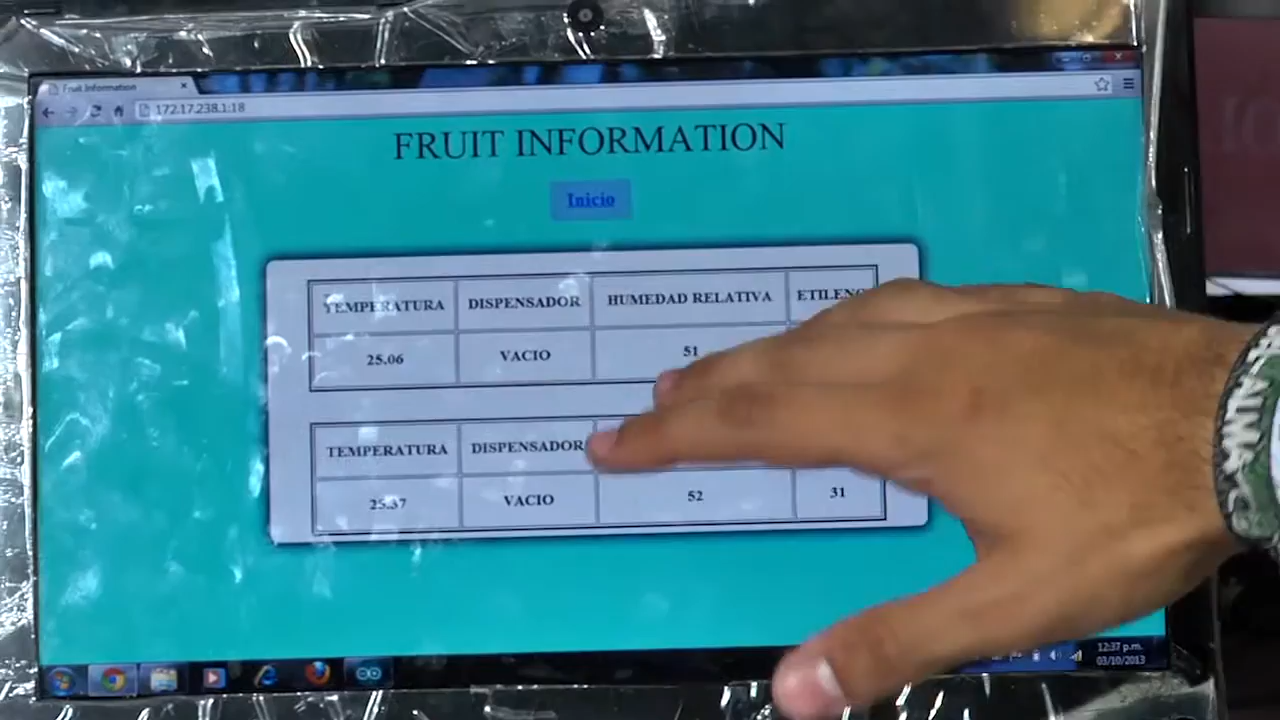 Fruit Information
172.17.238.1:18
FRUIT INFORMATION
Inicio
TEMPERATURA DISPENSADOR HUMEDAD RELATIVA ETILENO
25.06 VACIO 51
TEMPERATURA DISPENSADOR
25.37 VACIO 52 31
12:37 p.m.
03/10/2013